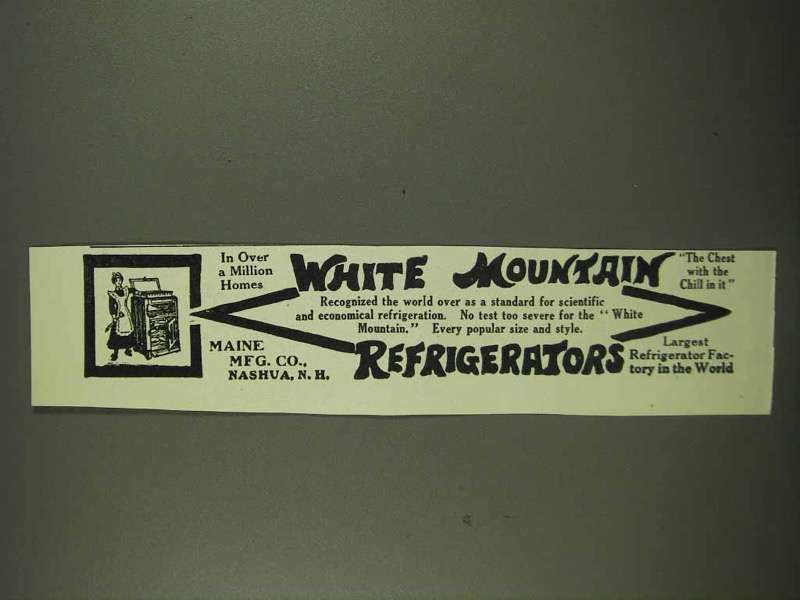 In Over
a Million
Homes
WHITE MOUNTAIN
"The Chest
with the
Chill in it"
Recognized the world over as a standard for scientific
and economical refrigeration. No test too severe for the "White
Mountain." Every popular size and style.
MAINE
MFG. CO.,
NASHUA, N. H.
REFRIGERATORS
Largest
Refrigerator Fac-
tory in the World